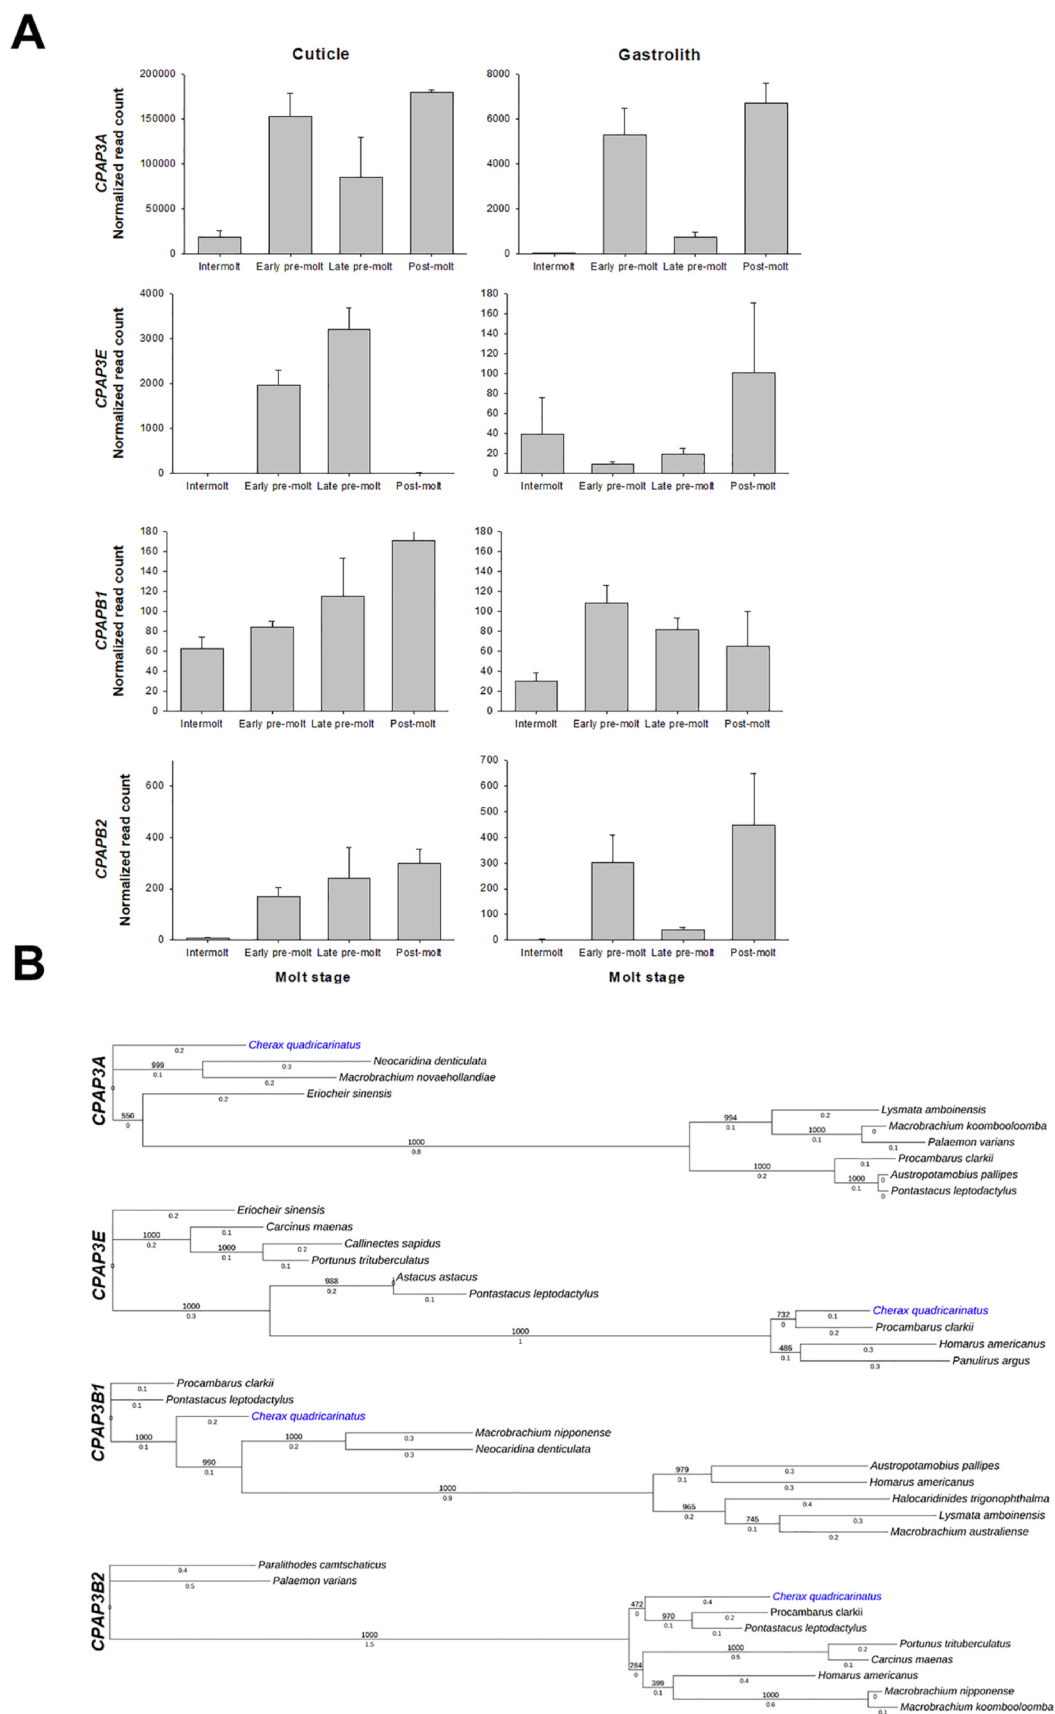 A
Cuticle
Gastrolith
CPAP3A
Normalized read count
200000
150000
100000
50000
0
Intermolt Early pre-molt Late pre-molt Post-molt
8000
6000
4000
2000
0
Intermolt Early pre-molt Late pre-molt Post-molt
CPAP3E
Normalized read count
4000
3000
2000
1000
0
Intermolt Early pre-molt Late pre-molt Post-molt
180
160
140
120
100
80
60
40
20
0
Intermolt Early pre-molt Late pre-molt Post-molt
CPAPB1
Normalized read count
180
160
140
120
100
80
60
40
20
0
Intermolt Early pre-molt Late pre-molt Post-molt
180
160
140
120
100
80
60
40
20
0
Intermolt Early pre-molt Late pre-molt Post-molt
CPAPB2
Normalized read count
600
400
200
0
Intermolt Early pre-molt Late pre-molt Post-molt
Molt stage
700
600
500
400
300
200
100
0
Intermolt Early pre-molt Late pre-molt Post-molt
Molt stage
B
CPAP3A
0
0.2 Cherax quadricarinatus
999
0.1
0.3 Neocaridina denticulata
0.2 Macrobrachium novaehollandiae
550
0
0.2 Eriocheir sinensis
1000
0.8
994
0.1
0.2 Lysmata amboinensis
1000
0.1
0 Macrobrachium koombooloomba
0.1 Palaemon varians
1000
0.2
0.1 Procambarus clarkii
1000
0.1
0 Austropotamobius pallipes
0 Pontastacus leptodactylus
CPAP3E
0
0.2 Eriocheir sinensis
1000
0.2
0.1 Carcinus maenas
1000
0.1
0.2 Callinectes sapidus
0.1 Portunus trituberculatus
1000
0.3
988
0.2
Astacus astacus
0.1 Pontastacus leptodactylus
1000
1
732
0
0.1 Cherax quadricarinatus
0.2 Procambarus clarkii
486
0.1
0.3 Homarus americanus
0.3 Panulirus argus
CPAP3B1
0
0.1 Procambarus clarkii
0.1 Pontastacus leptodactylus
1000
0.1
0.2 Cherax quadricarinatus
990
0.1
1000
0.2
0.3 Macrobrachium nipponense
0.3 Neocaridina denticulata
1000
0.9
979
0.1
0.3 Austropotamobius pallipes
0.3 Homarus americanus
965
0.2
0.4 Halocaridinides trigonophthalma
745
0.1
0.3 Lysmata amboinensis
0.2 Macrobrachium australiense
CPAP3B2
0
0.4 Paralithodes camtschaticus
0.5 Palaemon varians
1000
1.5
472
0
0.4 Cherax quadricarinatus
970
0.1
0.2 Procambarus clarkii
0.1 Pontastacus leptodactylus
284
0
1000
0.5
0.2 Portunus trituberculatus
0.1 Carcinus maenas
399
0.1
0.4 Homarus americanus
1000
0.6
0 Macrobrachium nipponense
0.1 Macrobrachium koombooloomba